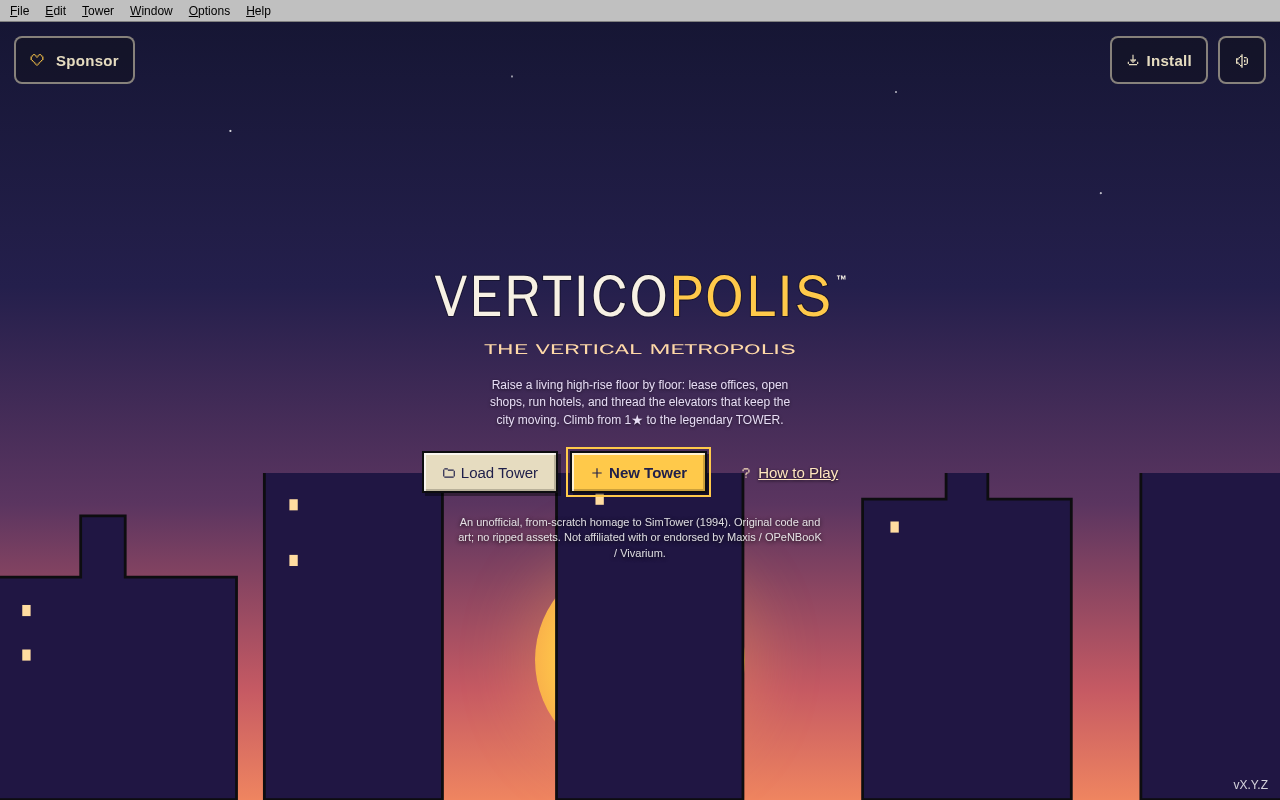 File Edit Tower Window Options Help
Sponsor
Install
VERTICOPOLIS™
THE VERTICAL METROPOLIS
Raise a living high-rise floor by floor: lease offices, open
shops, run hotels, and thread the elevators that keep the
city moving. Climb from 1★ to the legendary TOWER.
Load Tower
+ New Tower
? How to Play
An unofficial, from-scratch homage to SimTower (1994). Original code and
art; no ripped assets. Not affiliated with or endorsed by Maxis / OPeNBooK
/ Vivarium.
vX.Y.Z